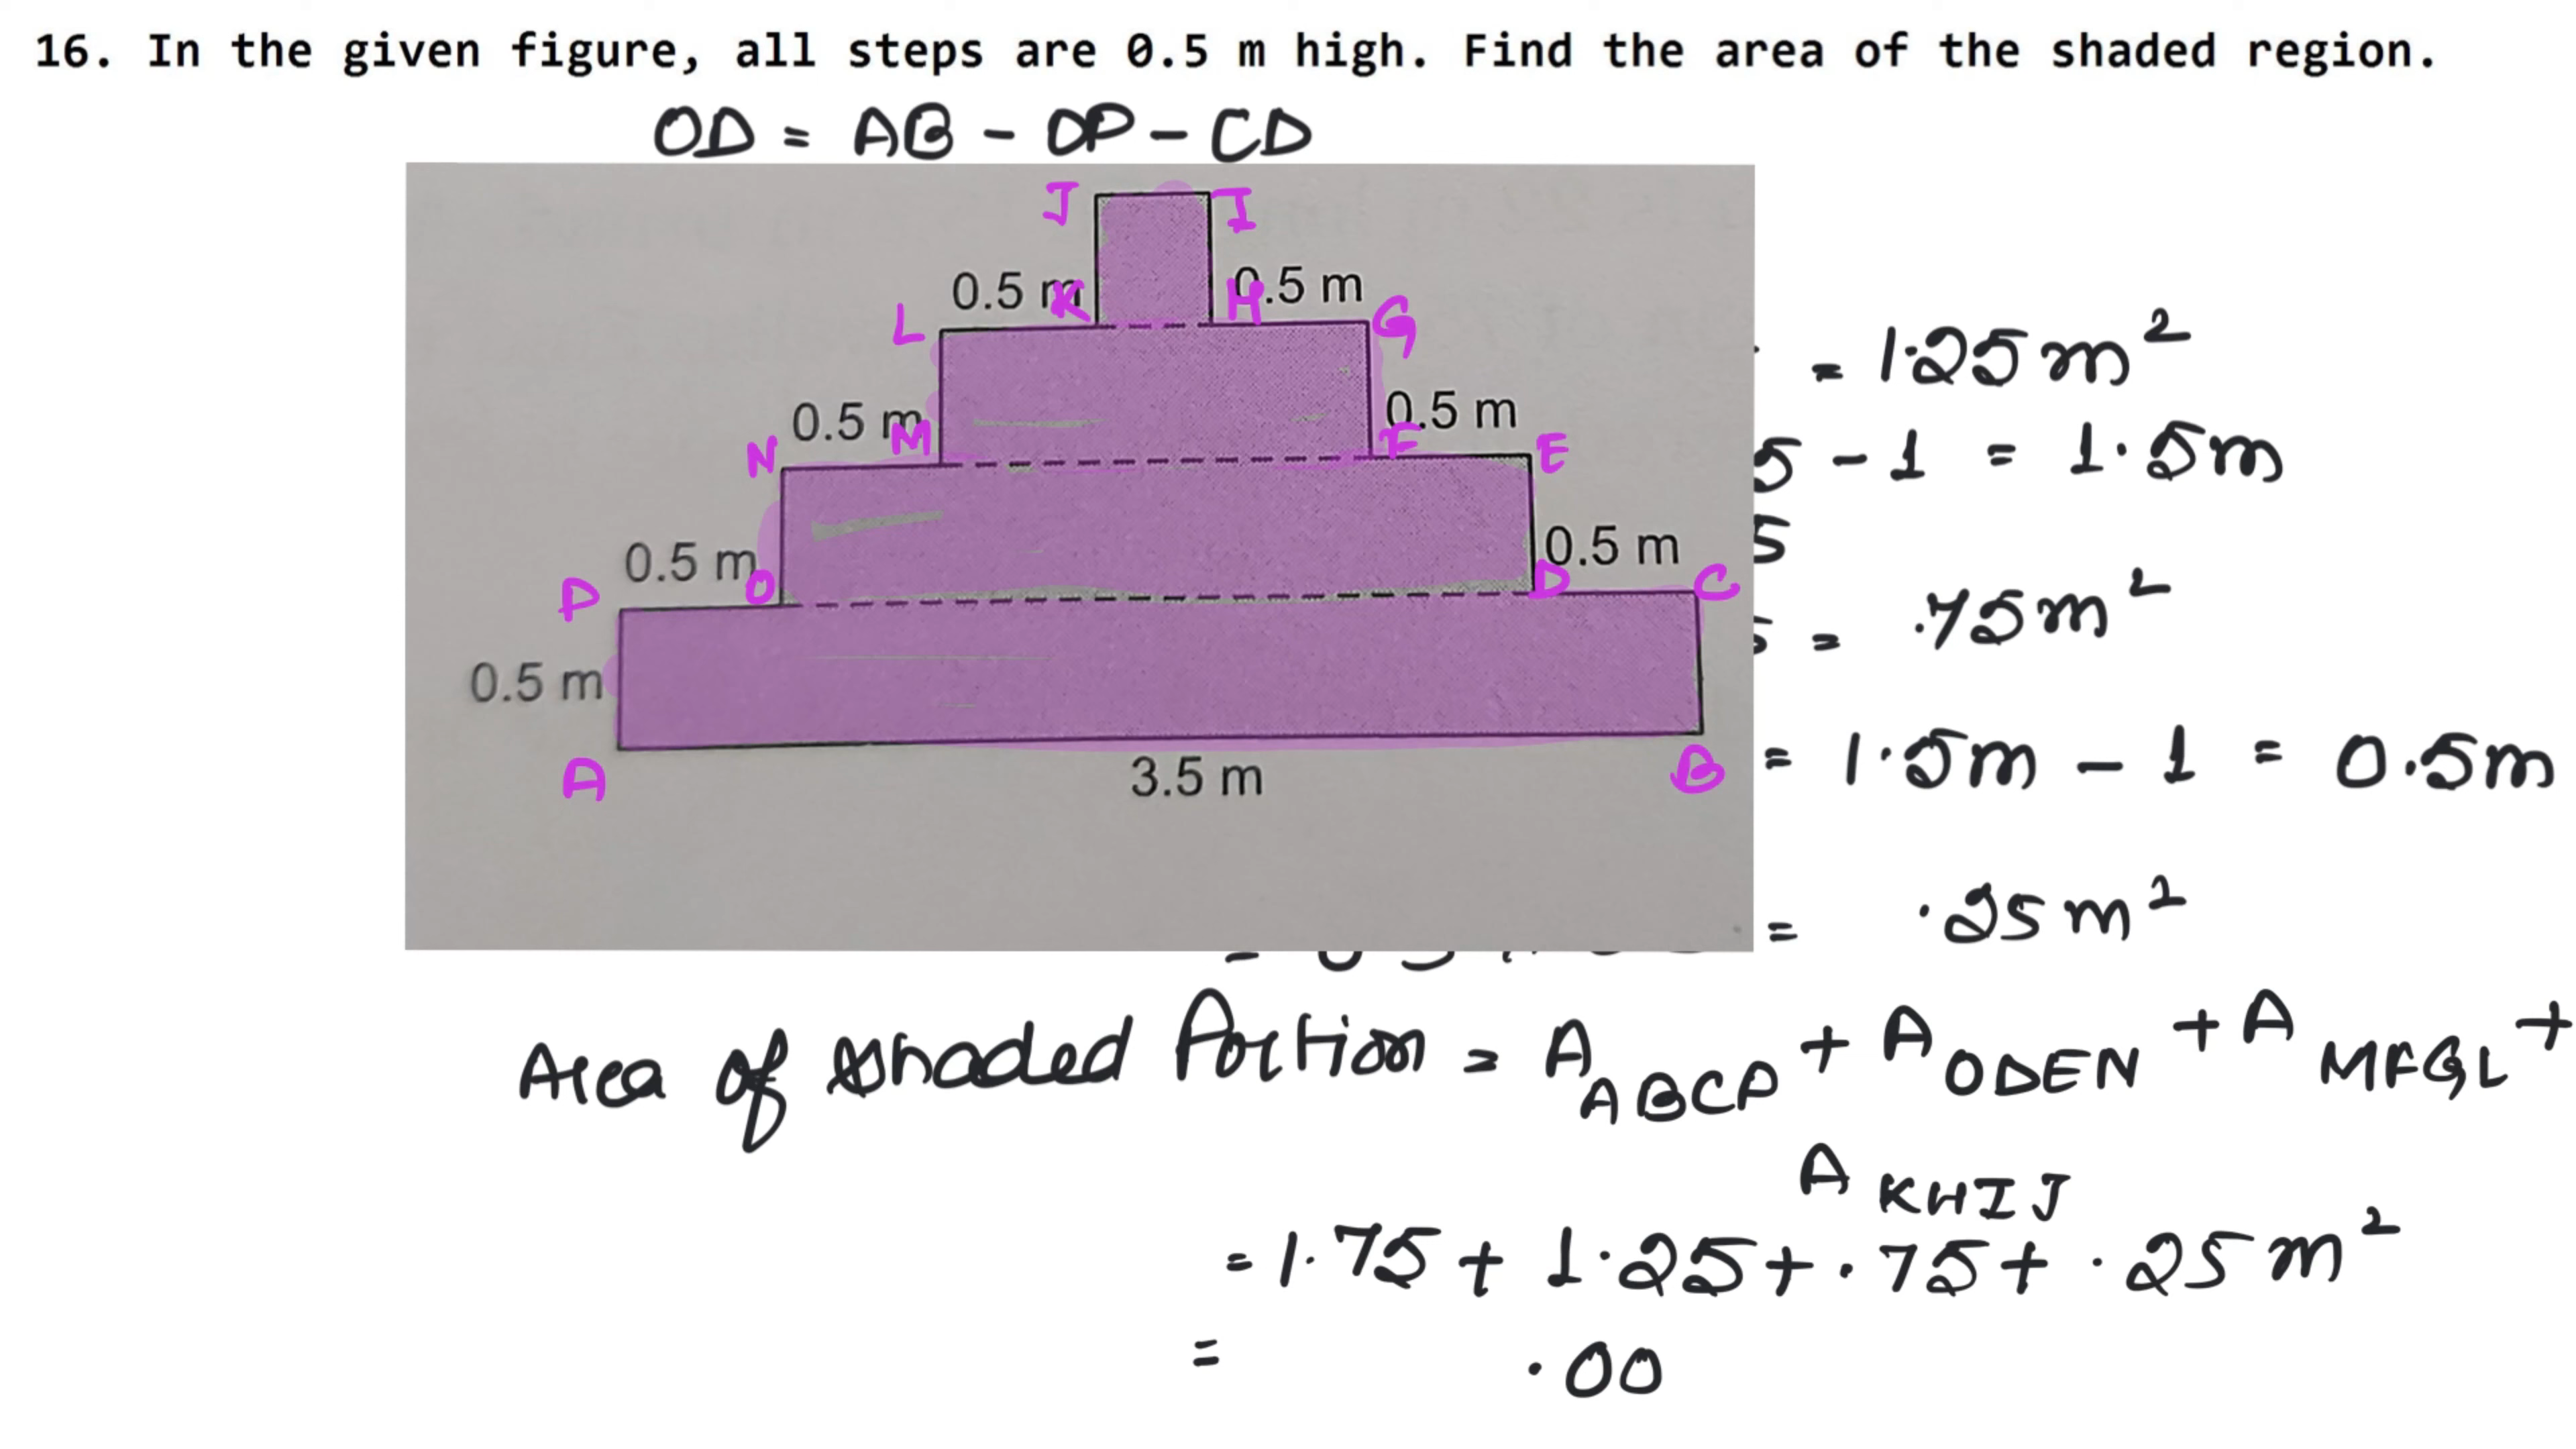 16. In the given figure, all steps are 0.5 m high. Find the area of the shaded region.
OD = AB - OP - CD
J I
0.5 m K H 0.5 m
L G
= 1.25 m²
0.5 m M F 0.5 m
N E
5 - 1 = 1.5m
5
0.5 m O D 0.5 m
P C
5 = .75 m²
0.5 m
A B
3.5 m
= 1.5m - 1 = 0.5m
= .25 m²
Area of shaded Portion = A ABCP + A ODEN + A MFGL +
A KHIJ
= 1.75 + 1.25 + .75 + .25 m²
= .00